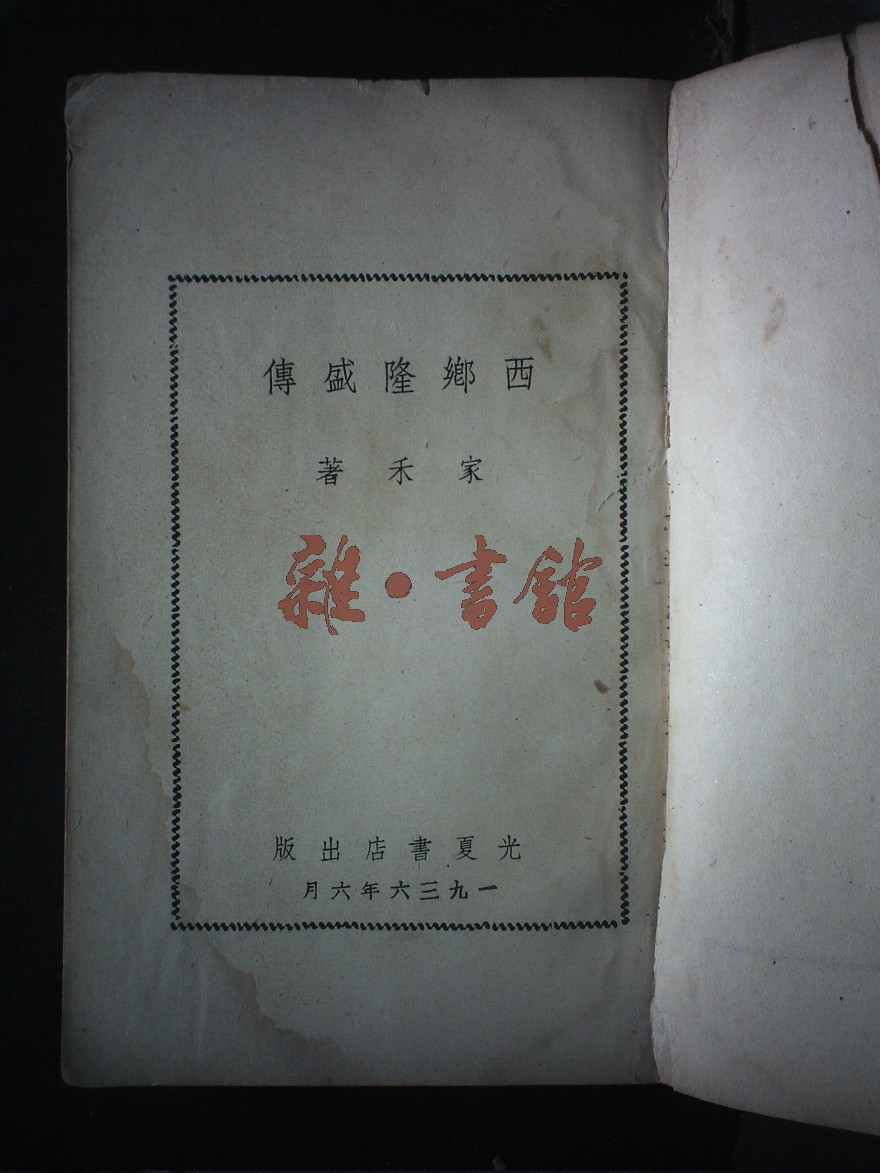 西鄉隆盛傳
家禾著
雜·書館
光夏書店出版
一九三六年六月